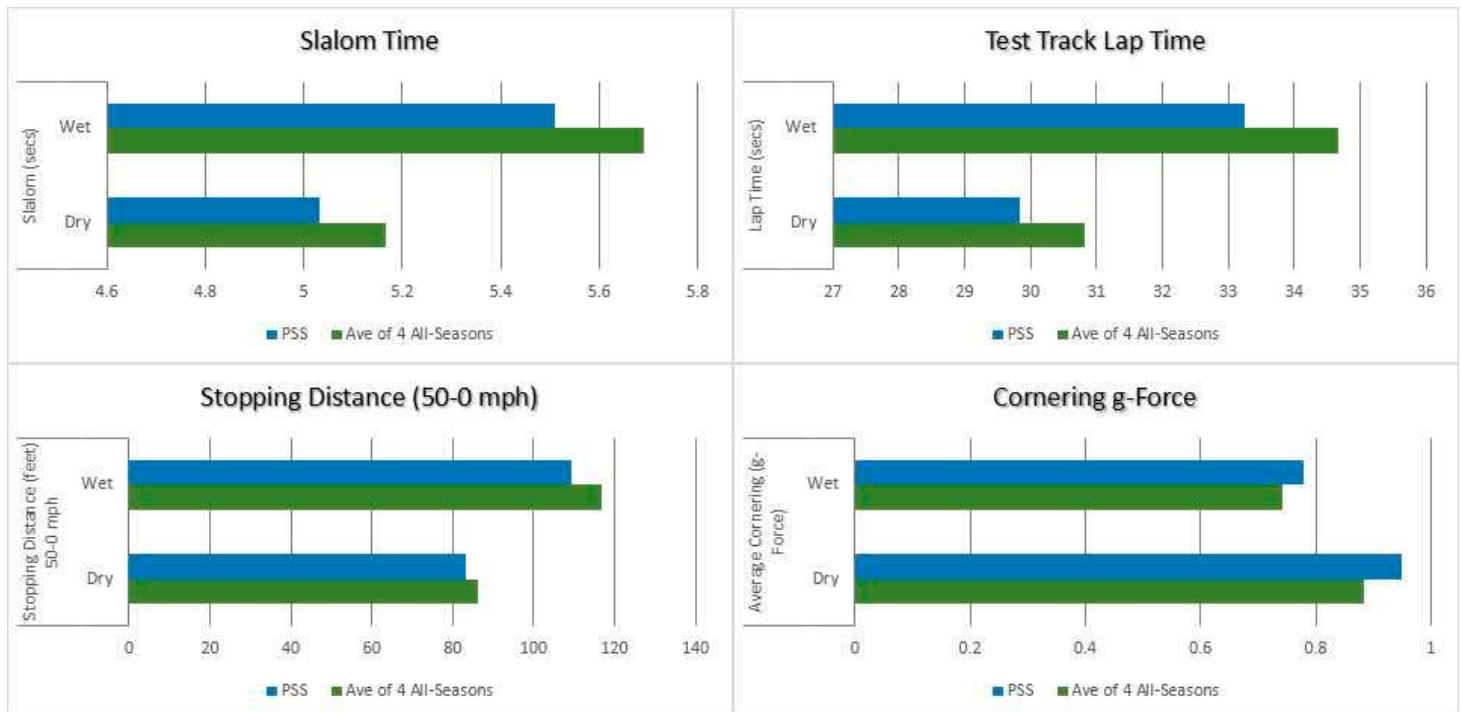 Slalom Time
Slalom (secs)
Wet
Dry
4.6 4.8 5 5.2 5.4 5.6 5.8
PSS Ave of 4 All-Seasons
Test Track Lap Time
Lap Time (secs)
Wet
Dry
27 28 29 30 31 32 33 34 35 36
PSS Ave of 4 All-Seasons
Stopping Distance (50-0 mph)
Stopping Distance (feet)
50-0 mph
Wet
Dry
0 20 40 60 80 100 120 140
PSS Ave of 4 All-Seasons
Cornering g-Force
Average Cornering (g-
Force)
Wet
Dry
0 0.2 0.4 0.6 0.8 1
PSS Ave of 4 All-Seasons